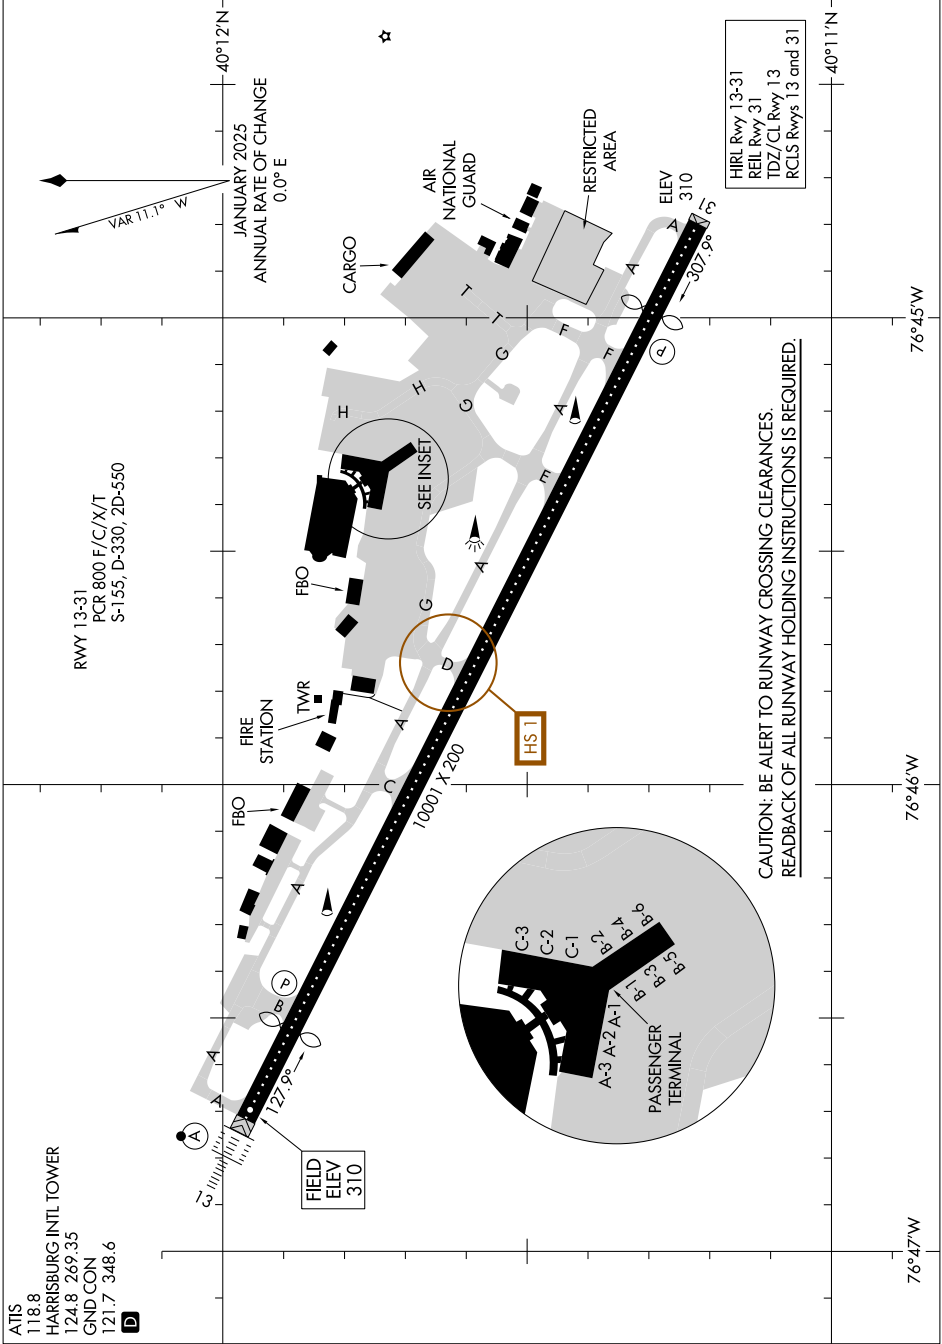 ATIS
118.8
HARRISBURG INTL TOWER
124.8 269.35
GND CON
121.7 348.6
D
RWY 13-31
PCR 800 F/C/X/T
S-155, D-330, 2D-550
VAR 11.1° W
JANUARY 2025
ANNUAL RATE OF CHANGE
0.0° E
40°12'N
40°11'N
76°45'W
76°46'W
76°47'W
HIRL Rwy 13-31
REIL Rwy 31
TDZ/CL Rwy 13
RCLS Rwys 13 and 31
CARGO
AIR
NATIONAL
GUARD
RESTRICTED
AREA
ELEV
310
31
307.9°
A
A
P
F
F
T
T
G
G
H
H
SEE INSET
A
E
A
G
D
HS 1
FBO
TWR
FIRE
STATION
A
C
10001 X 200
FBO
A
P
B
A
A
A
127.9°
13
FIELD
ELEV
310
C-3
C-2
C-1
B-2
B-4
B-6
B-1
B-3
B-5
A-3 A-2 A-1
PASSENGER
TERMINAL
CAUTION: BE ALERT TO RUNWAY CROSSING CLEARANCES.
READBACK OF ALL RUNWAY HOLDING INSTRUCTIONS IS REQUIRED.